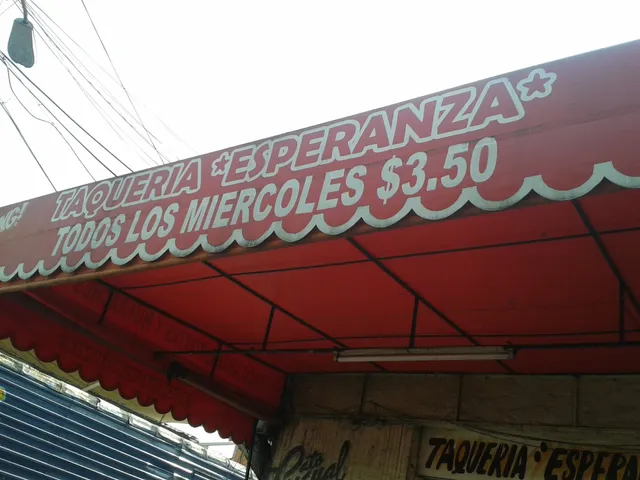 TAQUERIA *ESPERANZA*
TODOS LOS MIERCOLES $3.50
TAQUERIA * ESPERA